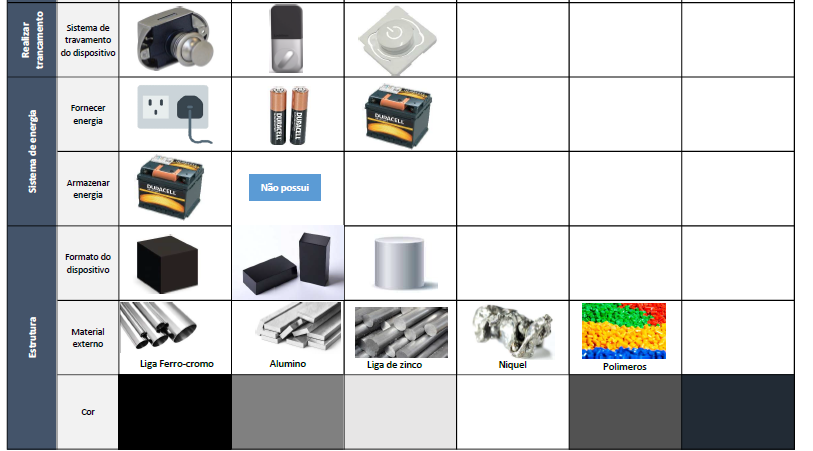 Realizar
trancamento
Sistema de
travamento
do dispositivo
Sistema de energia
Fornecer
energia
DURACELL
DURACELL
DURACELL
Armazenar
energia
DURACELL
Não possui
Estrutura
Formato do
dispositivo
Material
externo
Liga Ferro-cromo
Alumino
Liga de zinco
Niquel
Polimeros
Cor